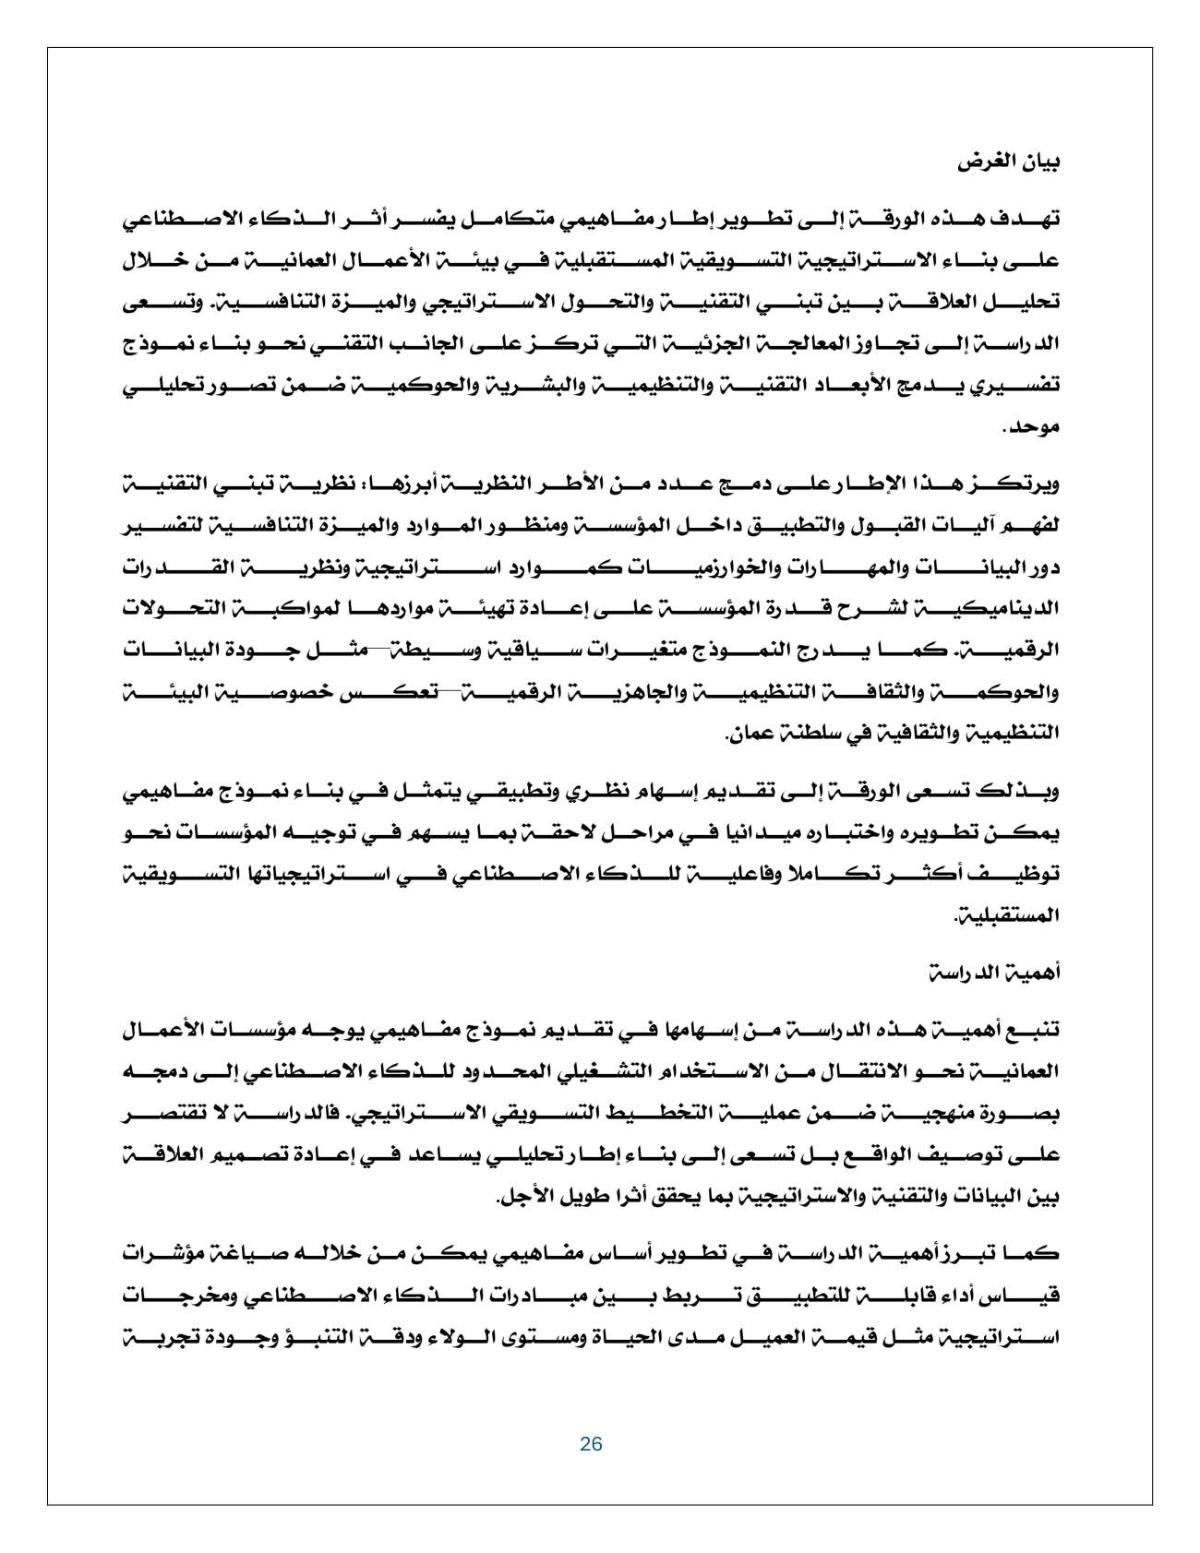 بيان الغرض
تهدف هذه الورقة إلى تطوير إطار مفاهيمي متكامل يفسر أثر الذكاء الاصطناعي
على بناء الاستراتيجية التسويقية المستقبلية في بيئة الأعمال العمانية من خلال
تحليل العلاقة بين تبني التقنية والتحول الاستراتيجي والميزة التنافسية. وتسعى
الدراسة إلى تجاوز المعالجة الجزئية التي تركز على الجانب التقني نحو بناء نموذج
تفسيري يدمج الأبعاد التقنية والتنظيمية والبشرية والحوكمية ضمن تصور تحليلي
موحد.
ويرتكز هذا الإطار على دمج عدد من الأطر النظرية أبرزها: نظرية تبني التقنية
لفهم آليات القبول والتطبيق داخل المؤسسة ومنظور الموارد والميزة التنافسية لتفسير
دور البيانات والمهارات والخوارزميات كموارد استراتيجية ونظرية القدرات
الديناميكية لشرح قدرة المؤسسة على إعادة تهيئة مواردها لمواكبة التحولات
الرقمية. كما يدرج النموذج متغيرات سياقية وسيطة—مثل جودة البيانات
والحوكمة والثقافة التنظيمية والجاهزية الرقمية—تعكس خصوصية البيئة
التنظيمية والثقافية في سلطنة عمان.
وبذلك تسعى الورقة إلى تقديم إسهام نظري وتطبيقي يتمثل في بناء نموذج مفاهيمي
يمكن تطويره واختباره ميدانيا في مراحل لاحقة بما يسهم في توجيه المؤسسات نحو
توظيف أكثر تكاملا وفاعلية للذكاء الاصطناعي في استراتيجياتها التسويقية
المستقبلية.
أهمية الدراسة
تنبع أهمية هذه الدراسة من إسهامها في تقديم نموذج مفاهيمي يوجه مؤسسات الأعمال
العمانية نحو الانتقال من الاستخدام التشغيلي المحدود للذكاء الاصطناعي إلى دمجه
بصورة منهجية ضمن عملية التخطيط التسويقي الاستراتيجي. فالدراسة لا تقتصر
على توصيف الواقع بل تسعى إلى بناء إطار تحليلي يساعد في إعادة تصميم العلاقة
بين البيانات والتقنية والاستراتيجية بما يحقق أثرا طويل الأجل.
كما تبرز أهمية الدراسة في تطوير أساس مفاهيمي يمكن من خلاله صياغة مؤشرات
قياس أداء قابلة للتطبيق تربط بين مبادرات الذكاء الاصطناعي ومخرجات
استراتيجية مثل قيمة العميل مدى الحياة ومستوى الولاء ودقة التنبؤ وجودة تجربة
26